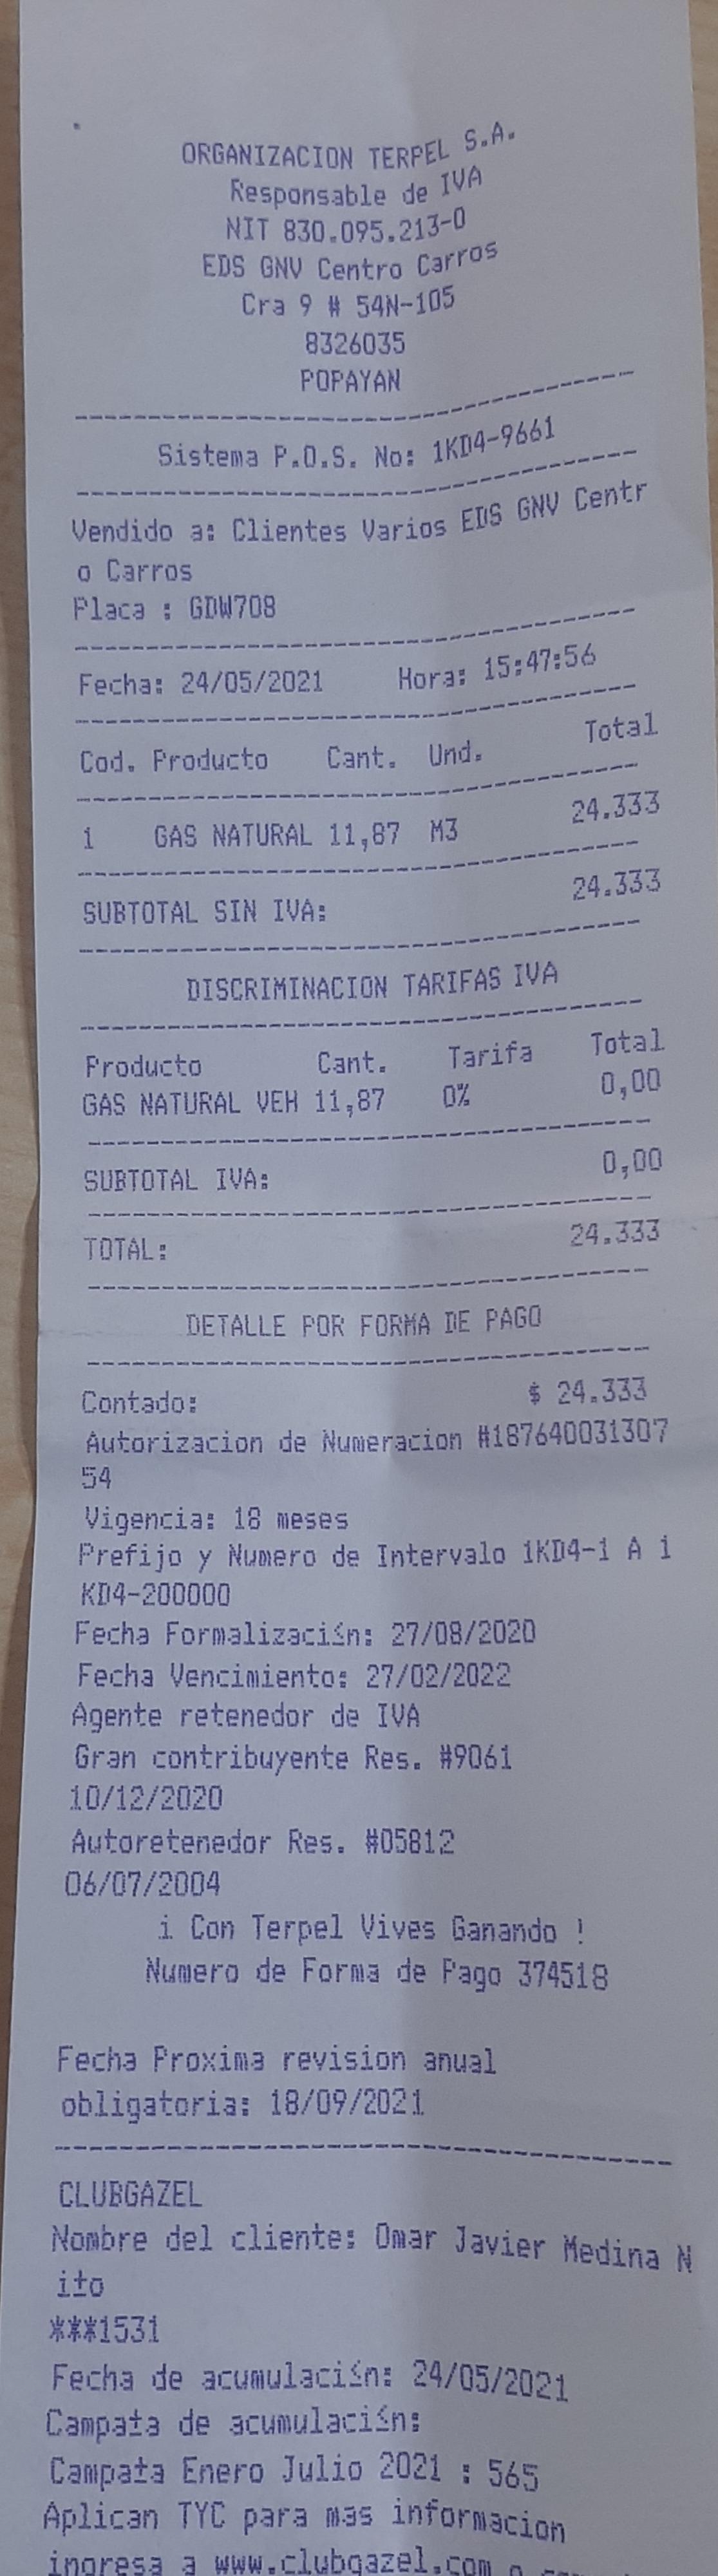 ORGANIZACION TERPEL S.A.
Responsable de IVA
NIT 830.095.213-0
EDS GNV Centro Carros
Cra 9 # 54N-105
8326035
POPAYAN
Sistema P.O.S. No: 1KD4-9661
Vendido a: Clientes Varios EDS GNV Centr
o Carros
Placa : GDW708
Fecha: 24/05/2021 Hora: 15:47:56
Cod. Producto Cant. Und. Total
1 GAS NATURAL 11,87 M3 24.333
SUBTOTAL SIN IVA: 24.333
DISCRIMINACION TARIFAS IVA
Producto Cant. Tarifa Total
GAS NATURAL VEH 11,87 0% 0,00
SUBTOTAL IVA: 0,00
TOTAL: 24.333
DETALLE POR FORMA DE PAGO
Contado: $ 24.333
Autorizacion de Numeracion #187640031307
54
Vigencia: 18 meses
Prefijo y Numero de Intervalo 1KD4-1 A 1
KD4-200000
Fecha Formalizaci≤n: 27/08/2020
Fecha Vencimiento: 27/02/2022
Agente retenedor de IVA
Gran contribuyente Res. #9061
10/12/2020
Autoretenedor Res. #05812
06/07/2004
¡ Con Terpel Vives Ganando !
Numero de Forma de Pago 374518
Fecha Proxima revision anual
obligatoria: 18/09/2021
CLUBGAZEL
Nombre del cliente: Omar Javier Medina N
i±o
***1531
Fecha de acumulaci≤n: 24/05/2021
Campa±a de acumulaci≤n:
Campa±a Enero Julio 2021 : 565
Aplican TYC para mas informacion
ingresa a www.clubgazel.com o